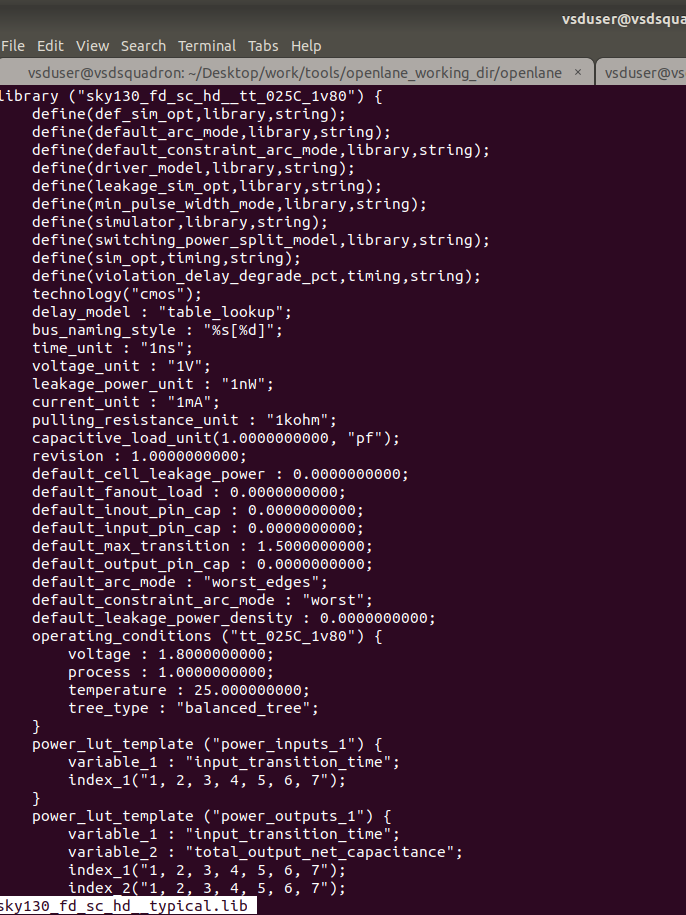 vsduser@vsdsqua
File Edit View Search Terminal Tabs Help
vsduser@vsdsquadron: ~/Desktop/work/tools/openlane_working_dir/openlane × vsduser@vs
library ("sky130_fd_sc_hd__tt_025C_1v80") {
    define(def_sim_opt,library,string);
    define(default_arc_mode,library,string);
    define(default_constraint_arc_mode,library,string);
    define(driver_model,library,string);
    define(leakage_sim_opt,library,string);
    define(min_pulse_width_mode,library,string);
    define(simulator,library,string);
    define(switching_power_split_model,library,string);
    define(sim_opt,timing,string);
    define(violation_delay_degrade_pct,timing,string);
    technology("cmos");
    delay_model : "table_lookup";
    bus_naming_style : "%s[%d]";
    time_unit : "1ns";
    voltage_unit : "1V";
    leakage_power_unit : "1nW";
    current_unit : "1mA";
    pulling_resistance_unit : "1kohm";
    capacitive_load_unit(1.0000000000, "pf");
    revision : 1.0000000000;
    default_cell_leakage_power : 0.0000000000;
    default_fanout_load : 0.0000000000;
    default_inout_pin_cap : 0.0000000000;
    default_input_pin_cap : 0.0000000000;
    default_max_transition : 1.5000000000;
    default_output_pin_cap : 0.0000000000;
    default_arc_mode : "worst_edges";
    default_constraint_arc_mode : "worst";
    default_leakage_power_density : 0.0000000000;
    operating_conditions ("tt_025C_1v80") {
        voltage : 1.8000000000;
        process : 1.0000000000;
        temperature : 25.000000000;
        tree_type : "balanced_tree";
    }
    power_lut_template ("power_inputs_1") {
        variable_1 : "input_transition_time";
        index_1("1, 2, 3, 4, 5, 6, 7");
    }
    power_lut_template ("power_outputs_1") {
        variable_1 : "input_transition_time";
        variable_2 : "total_output_net_capacitance";
        index_1("1, 2, 3, 4, 5, 6, 7");
        index_2("1, 2, 3, 4, 5, 6, 7");
sky130_fd_sc_hd__typical.lib